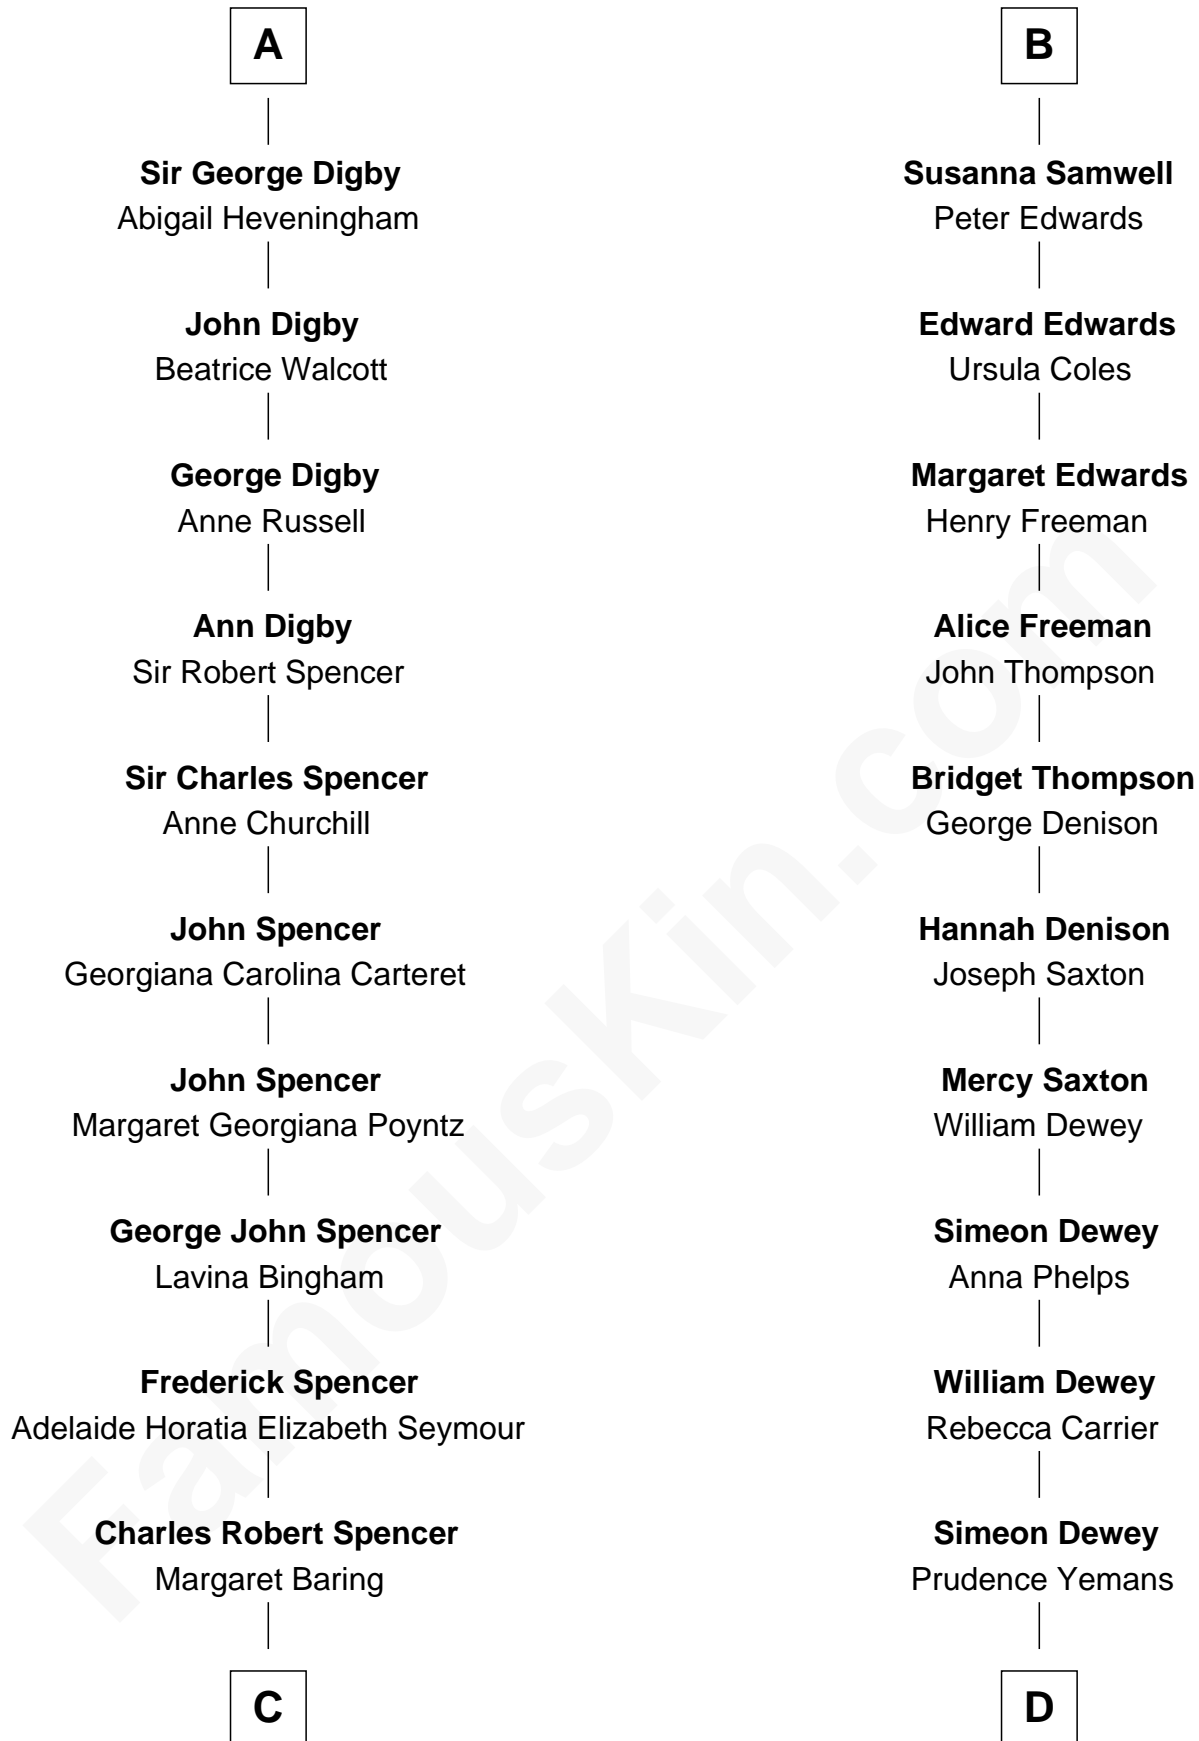 A
Sir George Digby
Abigail Heveningham
John Digby
Beatrice Walcott
George Digby
Anne Russell
Ann Digby
Sir Robert Spencer
Sir Charles Spencer
Anne Churchill
John Spencer
Georgiana Carolina Carteret
John Spencer
Margaret Georgiana Poyntz
George John Spencer
Lavina Bingham
Frederick Spencer
Adelaide Horatia Elizabeth Seymour
Charles Robert Spencer
Margaret Baring
C
B
Susanna Samwell
Peter Edwards
Edward Edwards
Ursula Coles
Margaret Edwards
Henry Freeman
Alice Freeman
John Thompson
Bridget Thompson
George Denison
Hannah Denison
Joseph Saxton
Mercy Saxton
William Dewey
Simeon Dewey
Anna Phelps
William Dewey
Rebecca Carrier
Simeon Dewey
Prudence Yemans
D
FamousKin.com